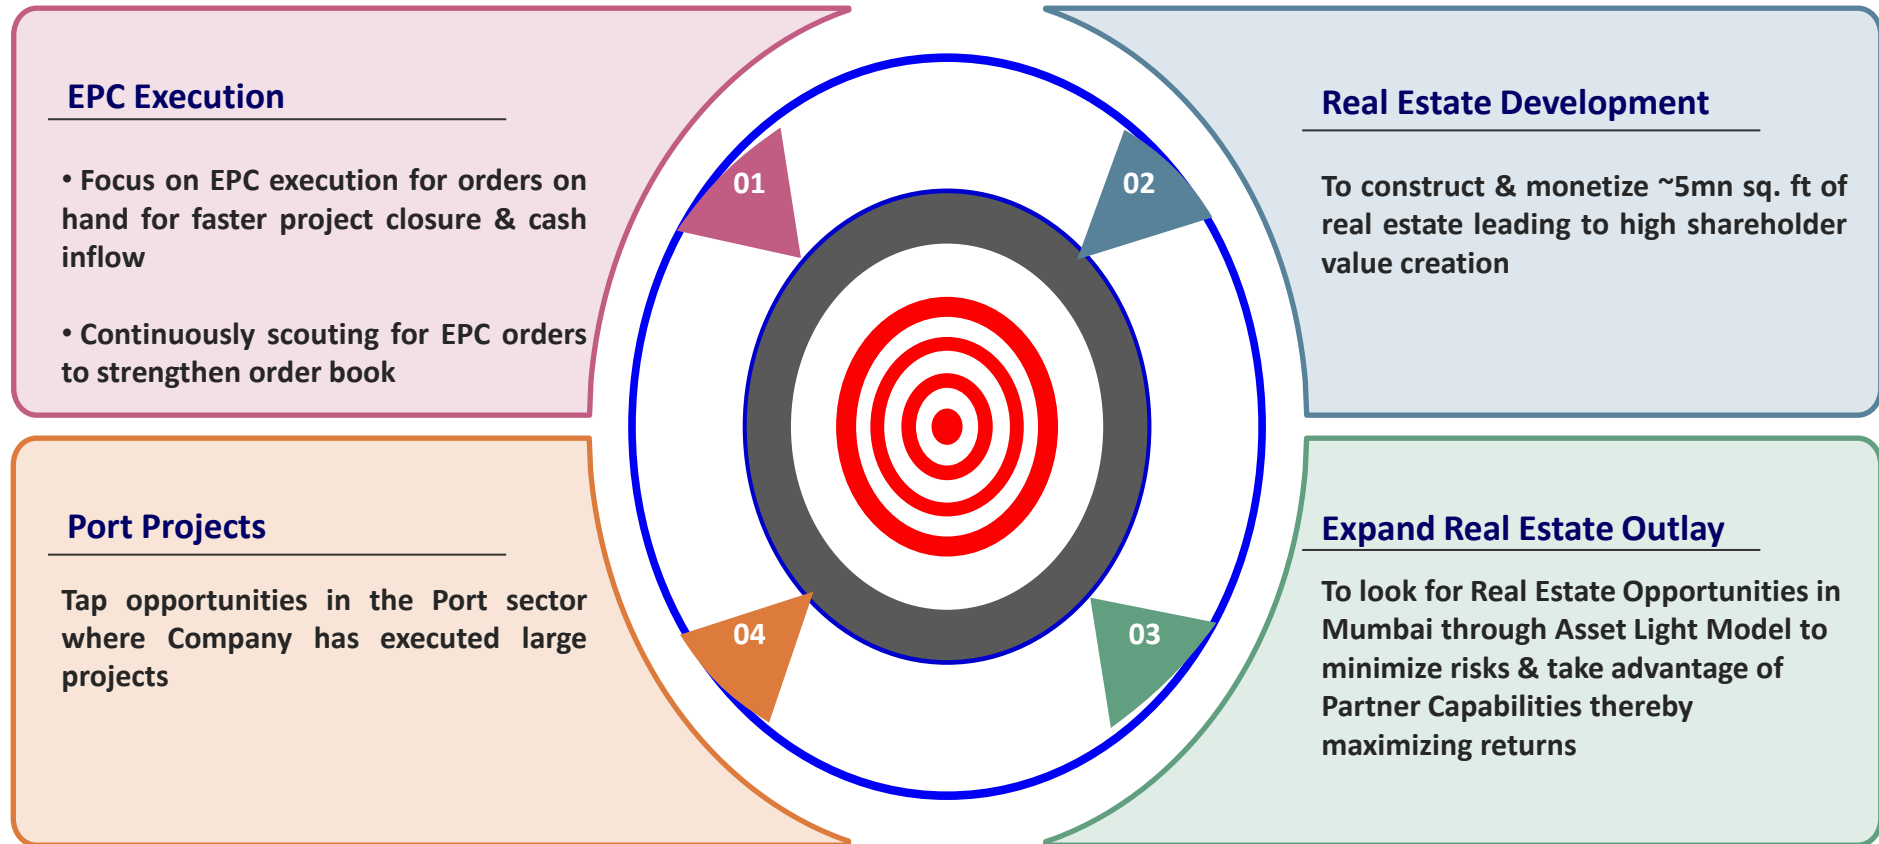 EPC Execution
• Focus on EPC execution for orders on
hand for faster project closure & cash
inflow
• Continuously scouting for EPC orders
to strengthen order book
01
02
Real Estate Development
To construct & monetize ~5mn sq. ft of
real estate leading to high shareholder
value creation
Port Projects
Tap opportunities in the Port sector
where Company has executed large
projects
04
03
Expand Real Estate Outlay
To look for Real Estate Opportunities in
Mumbai through Asset Light Model to
minimize risks & take advantage of
Partner Capabilities thereby
maximizing returns